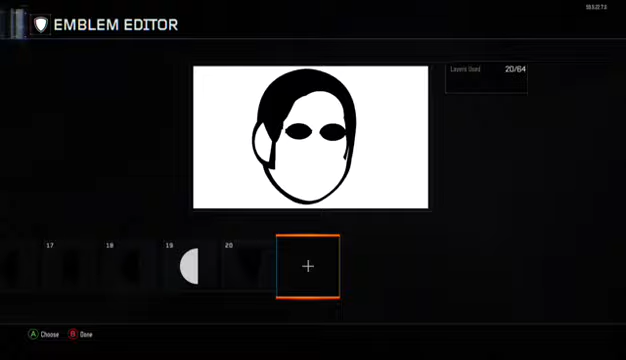 EMBLEM EDITOR
Layers Used 20/64
17 18 19 20
A Choose B Done